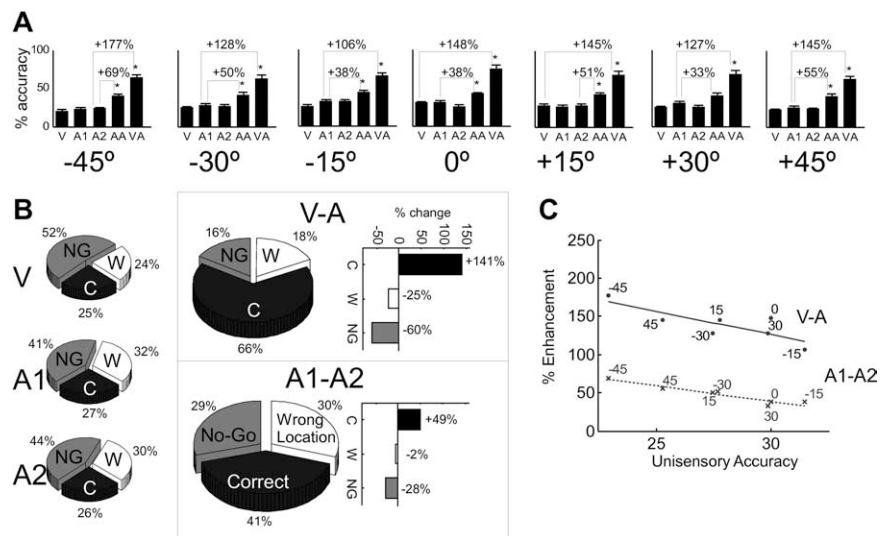 A
+177%
+128%
+106%
+148%
+145%
+127%
+145%
+69%
+50%
+38%
+38%
+51%
+33%
+55%
% accuracy
100
50
0
* * * * * * * * * * * * *
V A1 A2 AA VA
V A1 A2 AA VA
V A1 A2 AA VA
V A1 A2 AA VA
V A1 A2 AA VA
V A1 A2 AA VA
V A1 A2 AA VA
-45º
-30º
-15º
0º
+15º
+30º
+45º
B
V
52%
NG
W
24%
C
25%
A1
41%
NG
W
32%
C
27%
A2
44%
NG
W
30%
C
26%
V-A
16%
NG
W
18%
C
66%
% change
-50
0
50
100
150
C
+141%
W
-25%
NG
-60%
A1-A2
29%
No-Go
30%
Wrong
Location
Correct
41%
C
+49%
W
-2%
NG
-28%
C
% Enhancement
250
200
150
100
50
0
-45
45
15
-30
0
30
-15
V-A
-45
45
-30
15
0
30
-15
A1-A2
25
30
Unisensory Accuracy